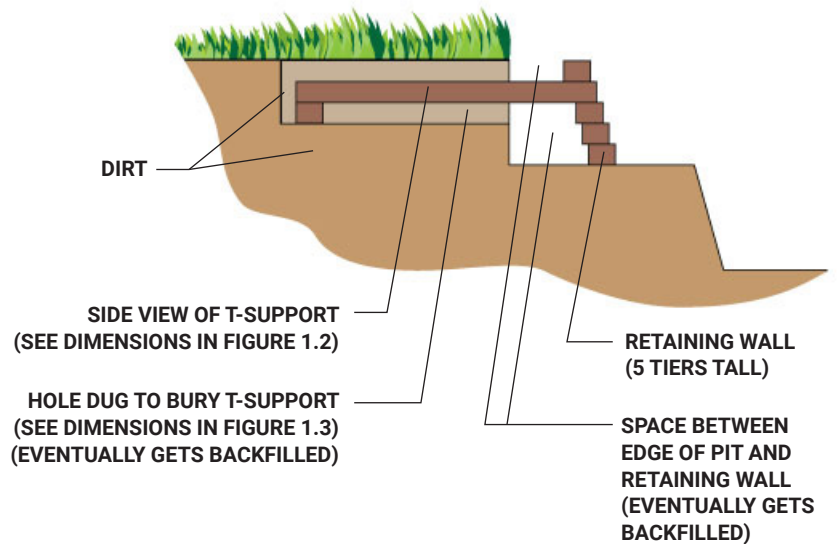 DIRT
SIDE VIEW OF T-SUPPORT
(SEE DIMENSIONS IN FIGURE 1.2)
HOLE DUG TO BURY T-SUPPORT
(SEE DIMENSIONS IN FIGURE 1.3)
(EVENTUALLY GETS BACKFILLED)
RETAINING WALL
(5 TIERS TALL)
SPACE BETWEEN
EDGE OF PIT AND
RETAINING WALL
(EVENTUALLY GETS
BACKFILLED)